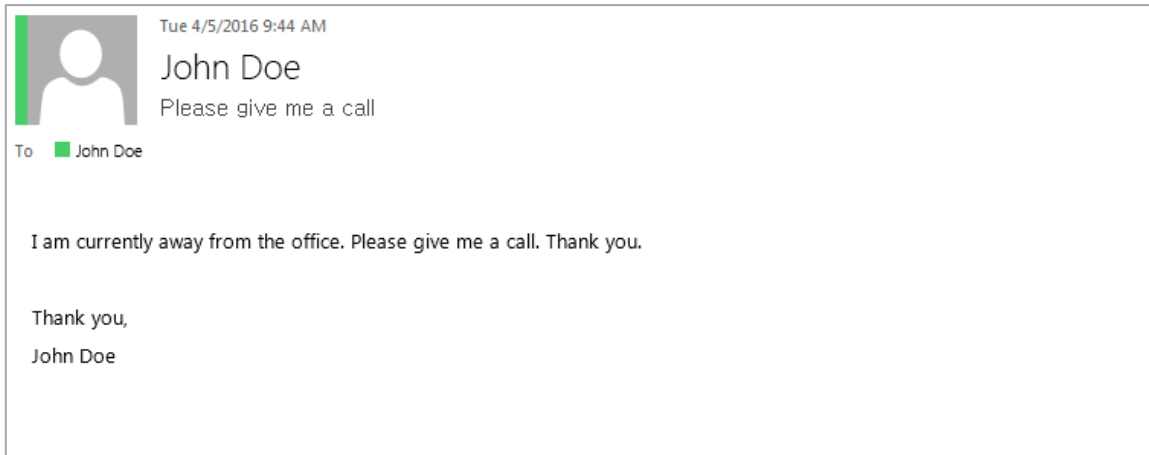 Tue 4/5/2016 9:44 AM
John Doe
Please give me a call
To John Doe
I am currently away from the office. Please give me a call. Thank you.
Thank you,
John Doe